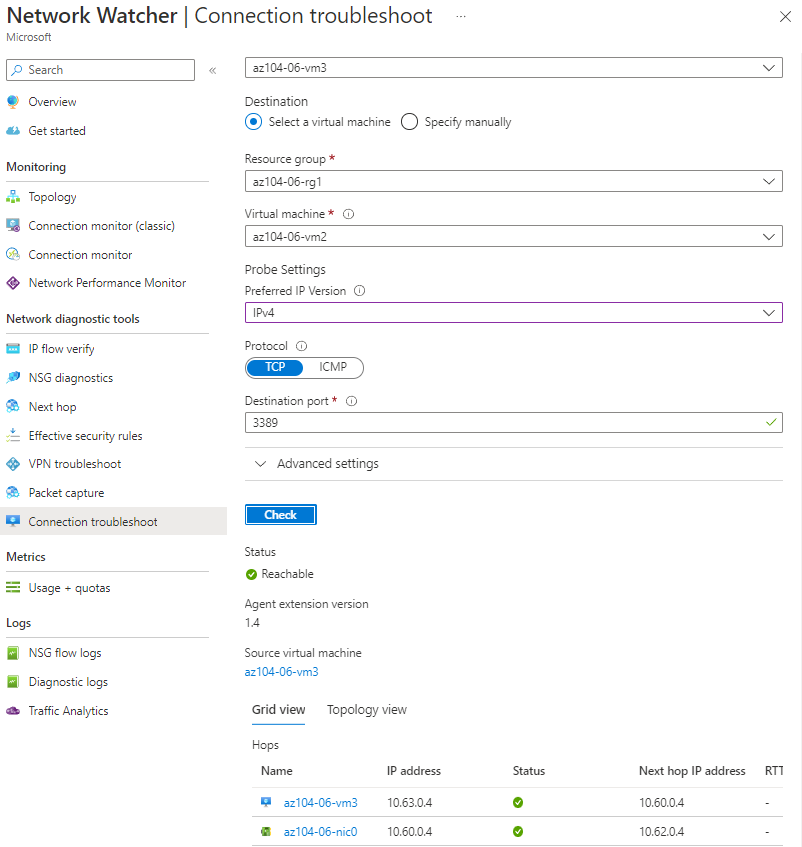 Network Watcher | Connection troubleshoot ...
Microsoft
Search
«
Overview
Get started
Monitoring
Topology
Connection monitor (classic)
Connection monitor
Network Performance Monitor
Network diagnostic tools
IP flow verify
NSG diagnostics
Next hop
Effective security rules
VPN troubleshoot
Packet capture
Connection troubleshoot
Metrics
Usage + quotas
Logs
NSG flow logs
Diagnostic logs
Traffic Analytics
az104-06-vm3
Destination
Select a virtual machine Specify manually
Resource group *
az104-06-rg1
Virtual machine *
az104-06-vm2
Probe Settings
Preferred IP Version
IPv4
Protocol
TCP ICMP
Destination port *
3389
Advanced settings
Check
Status
Reachable
Agent extension version
1.4
Source virtual machine
az104-06-vm3
Grid view Topology view
Hops
Name IP address Status Next hop IP address RTT
az104-06-vm3 10.63.0.4 10.60.0.4 -
az104-06-nic0 10.60.0.4 10.62.0.4 -